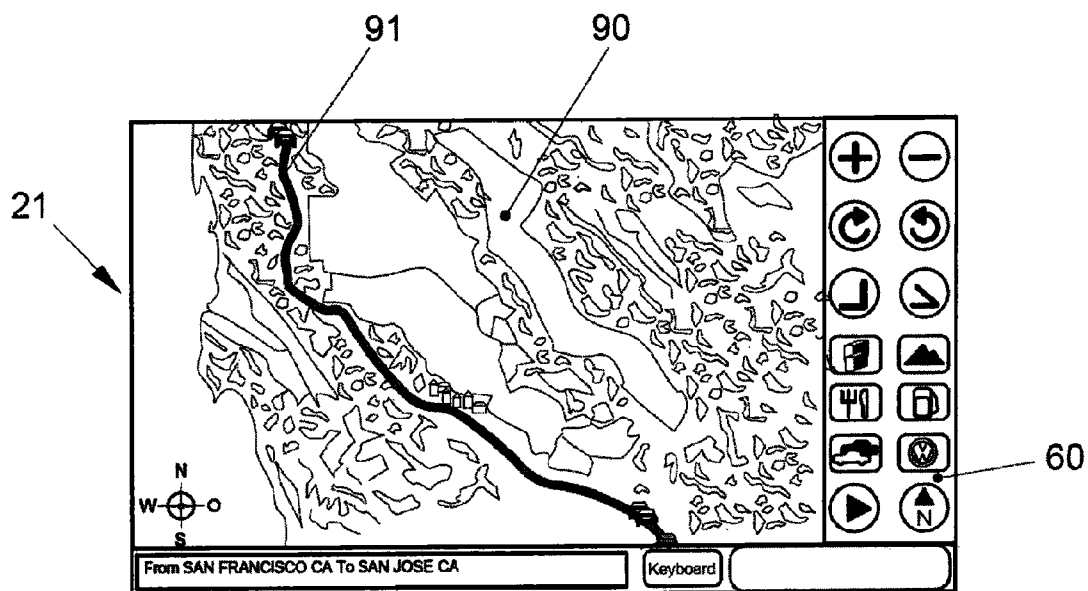 91
90
21
60
N
W
O
S
N
From SAN FRANCISCO CA To SAN JOSE CA
Keyboard